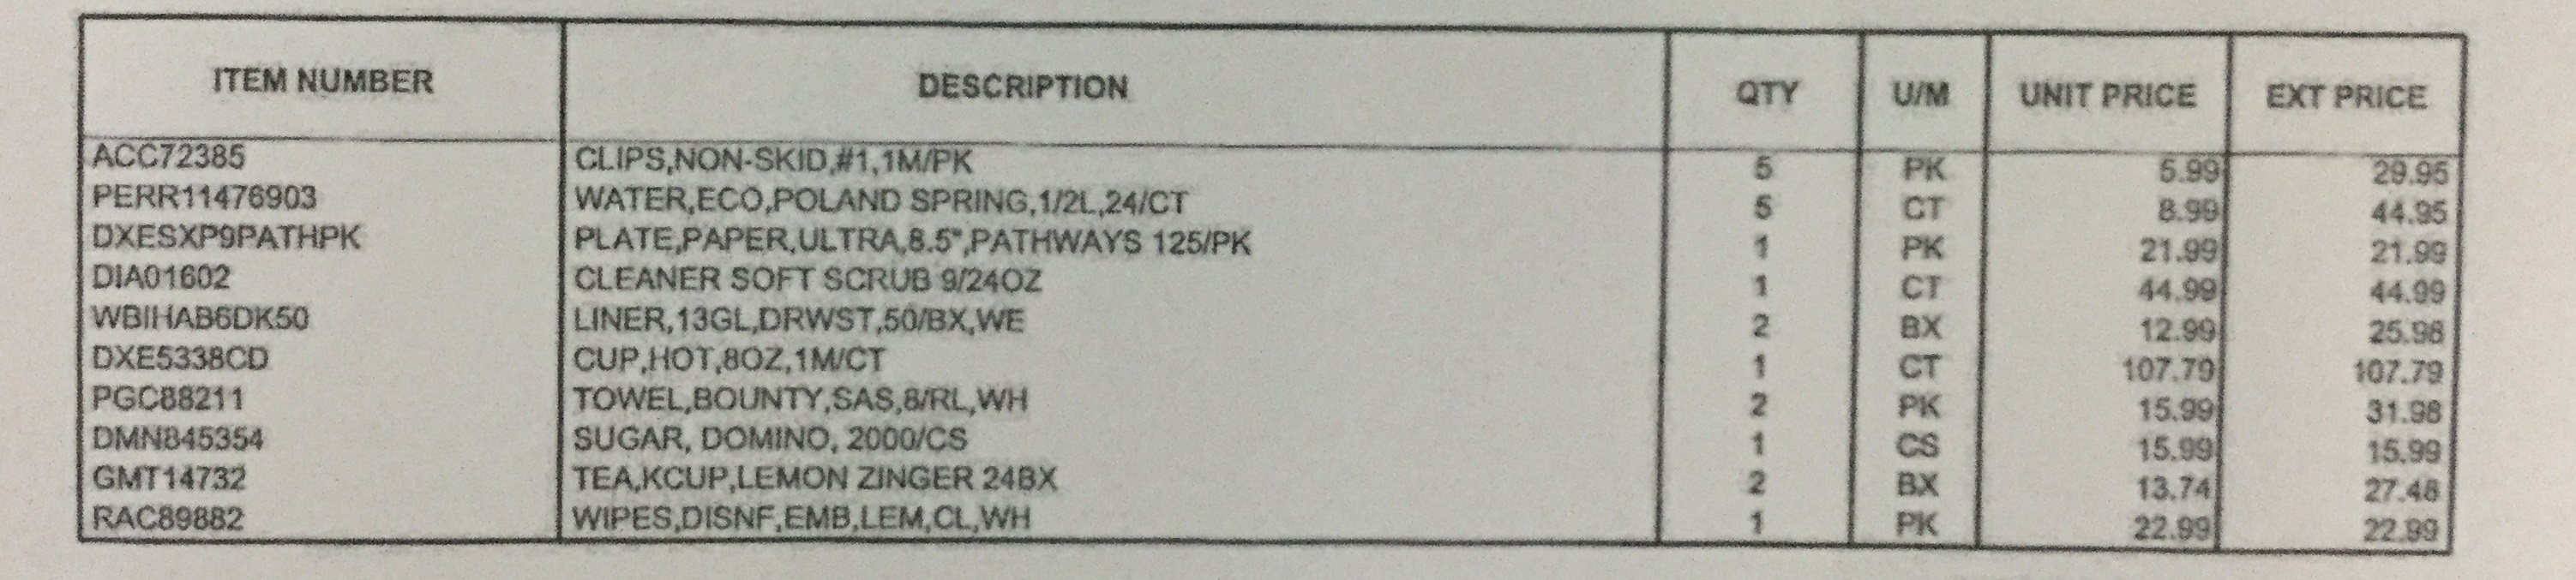 ITEM NUMBER DESCRIPTION QTY U/M UNIT PRICE EXT PRICE
ACC72385 CLIPS,NON-SKID,#1,1M/PK 5 PK 5.99 29.95
PERR11476903 WATER,ECO,POLAND SPRING,1/2L,24/CT 5 CT 8.99 44.95
DXESXP9PATHPK PLATE,PAPER,ULTRA,8.5",PATHWAYS 125/PK 1 PK 21.99 21.99
DIA01602 CLEANER SOFT SCRUB 9/24OZ 1 CT 44.99 44.99
WBIHAB6DK50 LINER,13GL,DRWST,50/BX,WE 2 BX 12.99 25.98
DXE5338CD CUP,HOT,8OZ,1M/CT 1 CT 107.79 107.79
PGC88211 TOWEL,BOUNTY,SAS,8/RL,WH 2 PK 15.99 31.98
DMN845354 SUGAR, DOMINO, 2000/CS 1 CS 15.99 15.99
GMT14732 TEA,KCUP,LEMON ZINGER 24BX 2 BX 13.74 27.48
RAC89882 WIPES,DISNF,EMB,LEM,CL,WH 1 PK 22.99 22.99